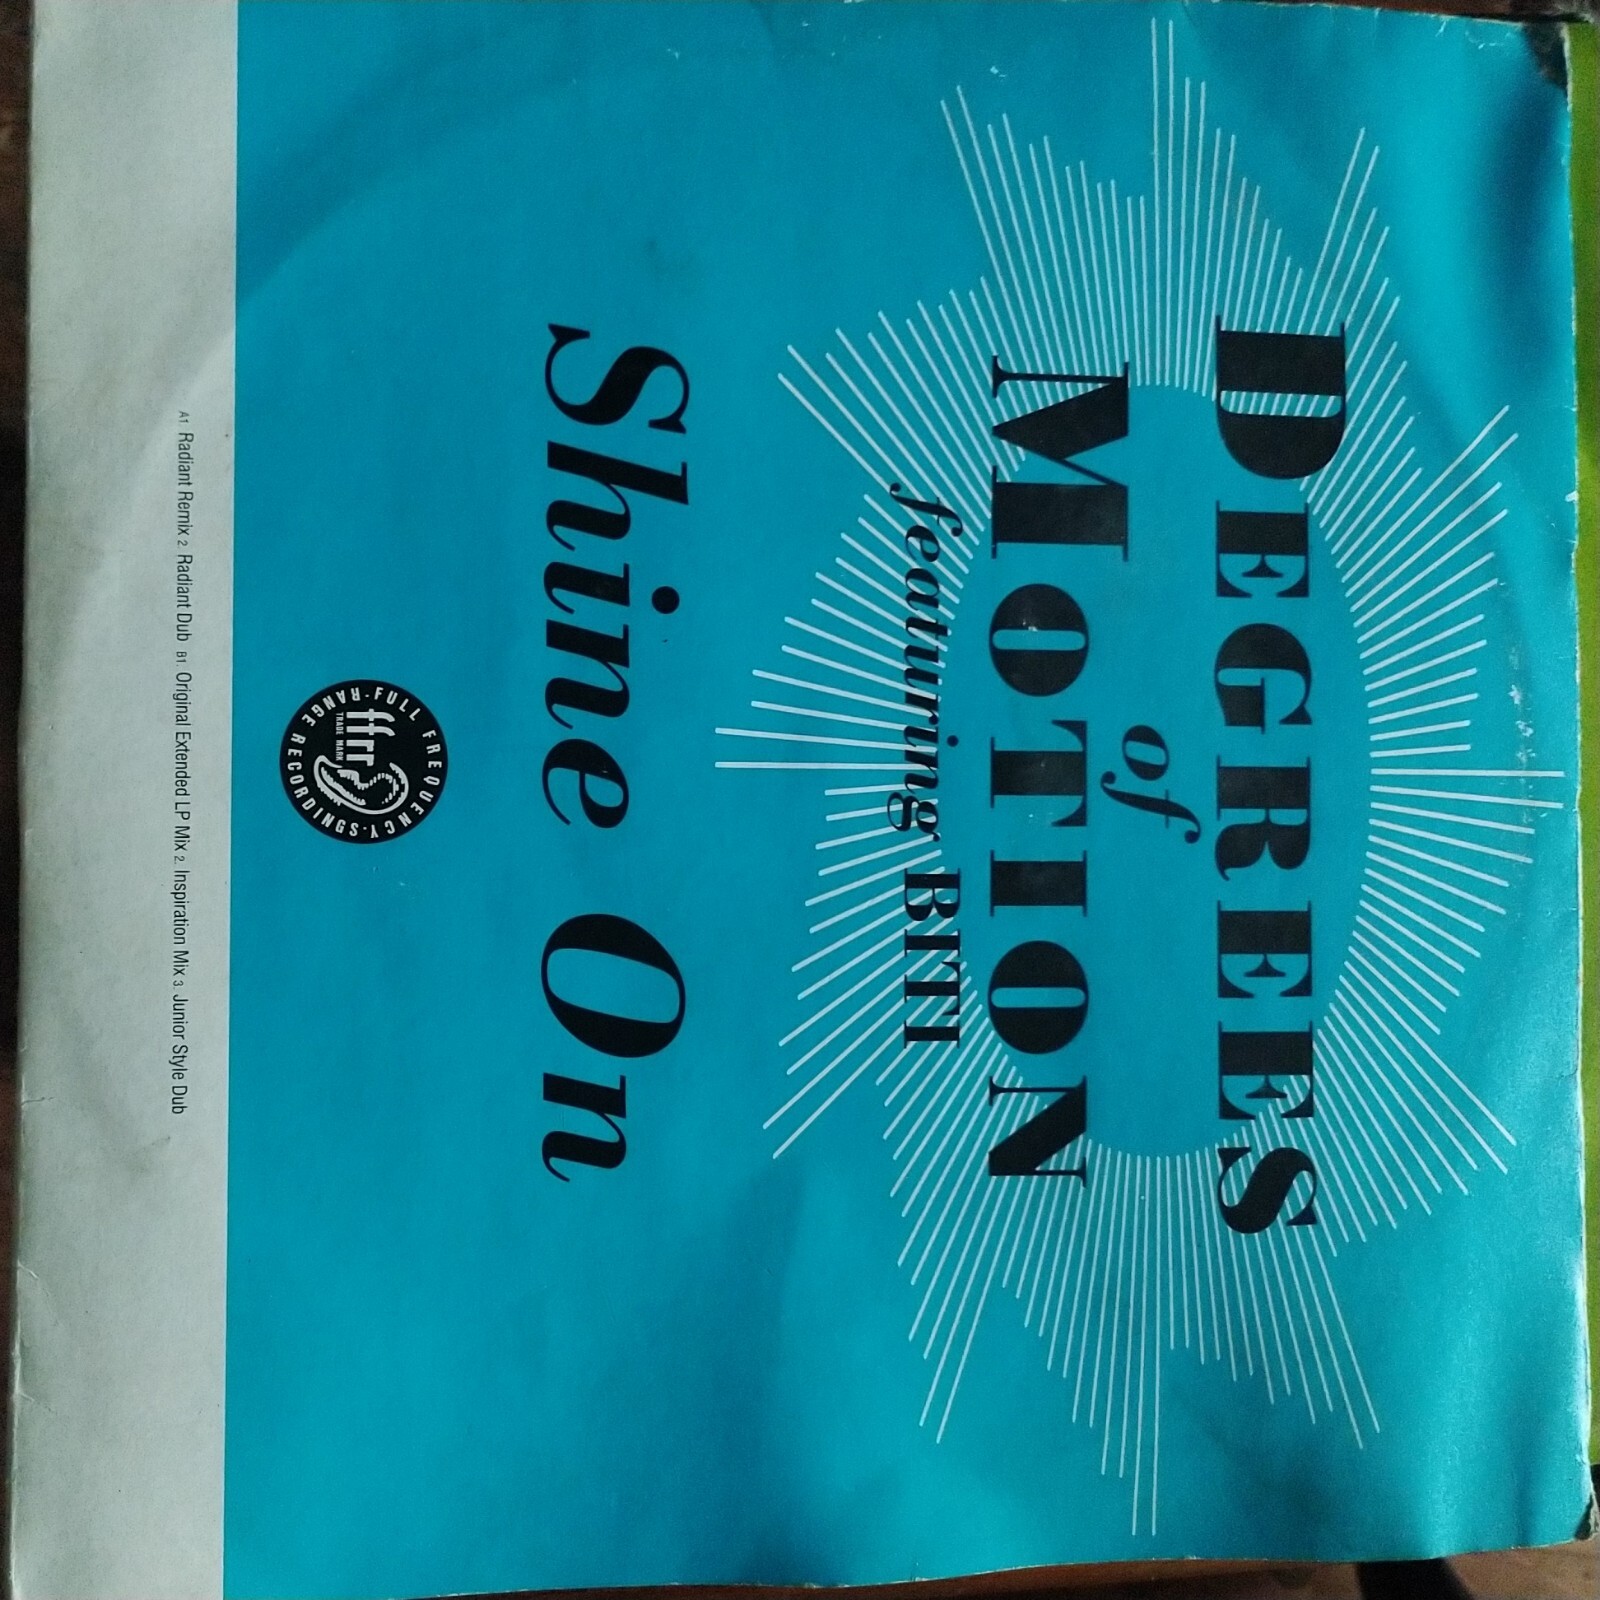 DEGREES
of
MOTION
featuring BITI
Shine On
FULL FREQUENCY · RANGE RECORDINGS ·
ffrr
TRADE MARK
A1 Radiant Remix 2 Radiant Dub B1. Original Extended LP Mix 2. Inspiration Mix 3. Junior Style Dub